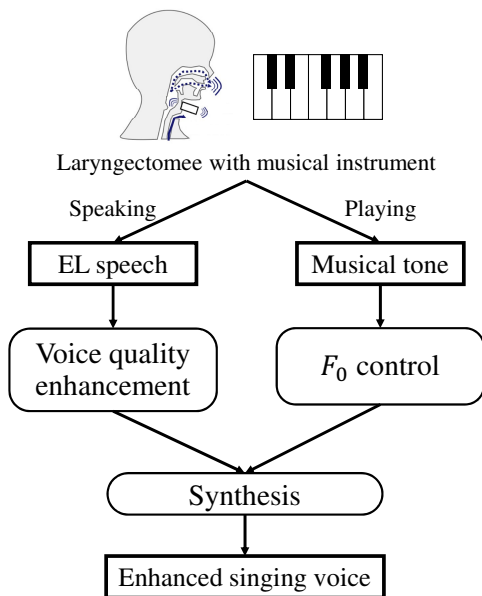 Laryngectomee with musical instrument
Speaking
Playing
EL speech
Musical tone
Voice quality
enhancement
F₀ control
Synthesis
Enhanced singing voice